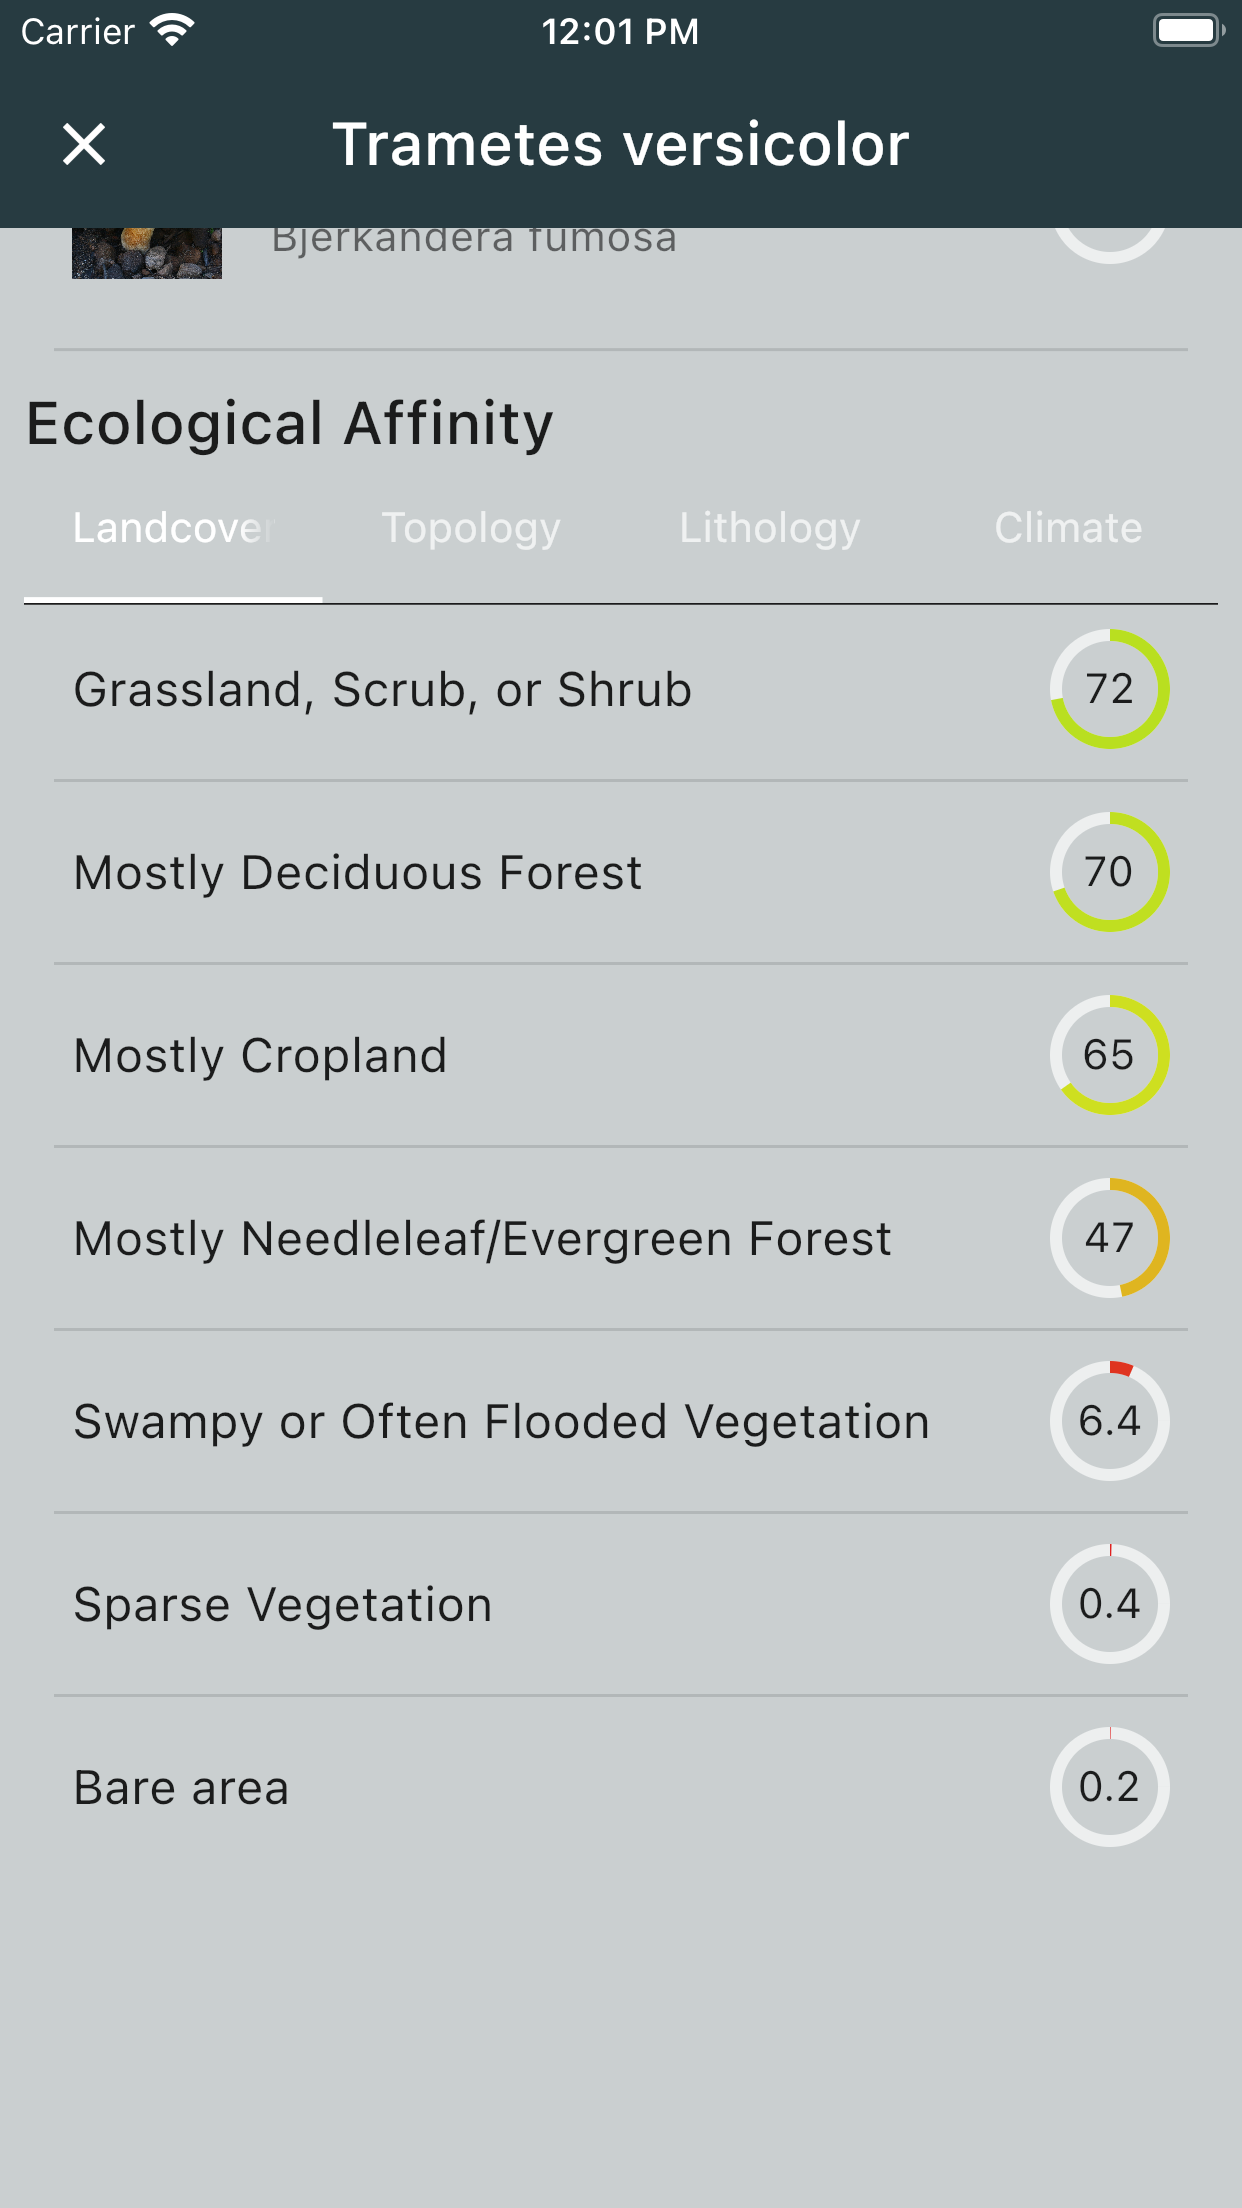 Carrier 12:01 PM
Trametes versicolor
Bjerkandera fumosa
Ecological Affinity
Landcover Topology Lithology Climate
Grassland, Scrub, or Shrub 72
Mostly Deciduous Forest 70
Mostly Cropland 65
Mostly Needleleaf/Evergreen Forest 47
Swampy or Often Flooded Vegetation 6.4
Sparse Vegetation 0.4
Bare area 0.2